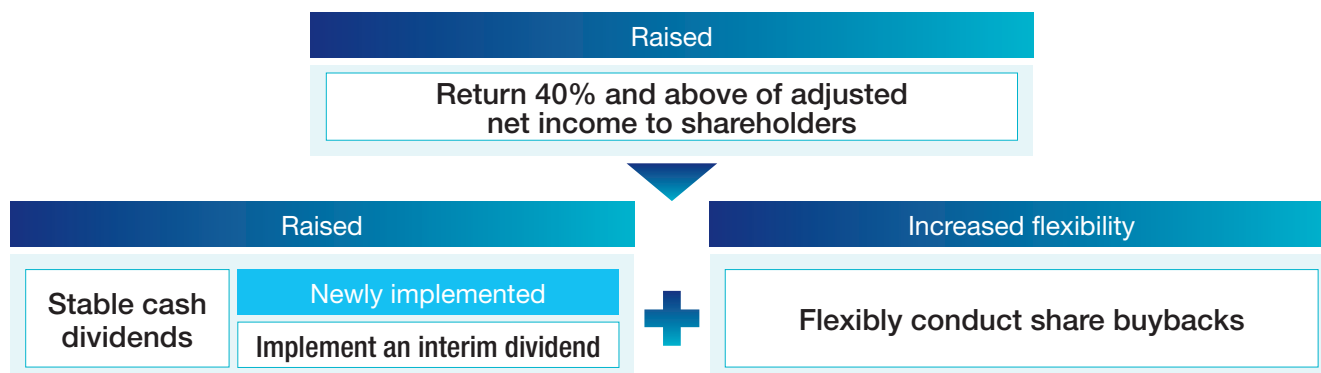 Raised
Return 40% and above of adjusted
net income to shareholders
Raised
Stable cash
dividends
Newly implemented
Implement an interim dividend
Increased flexibility
Flexibly conduct share buybacks